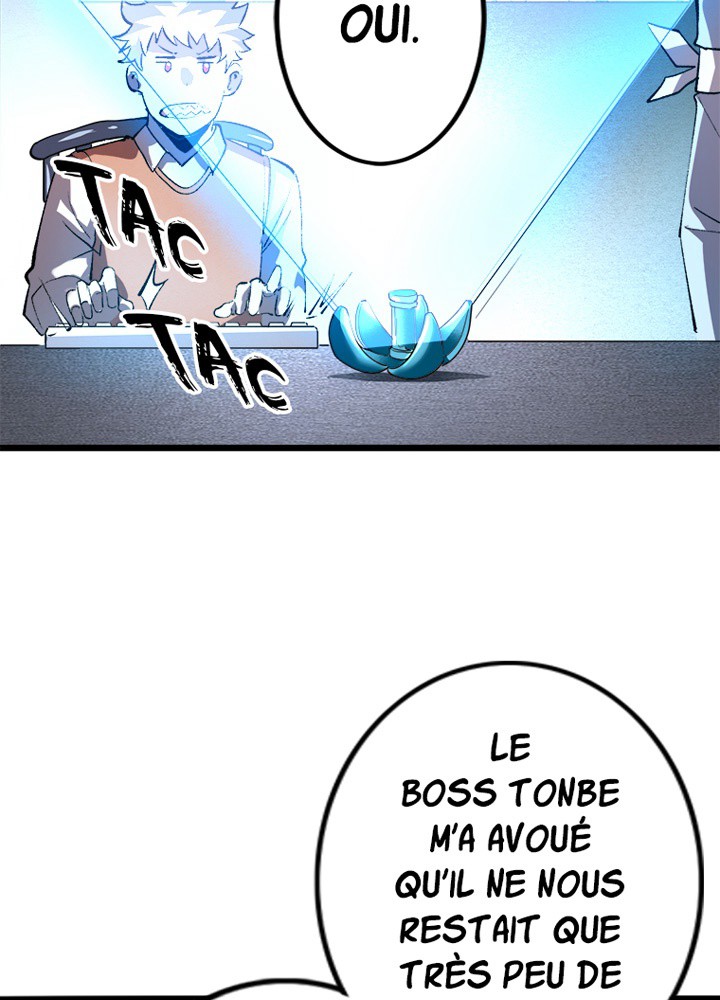 OUI.
TAC
TAC
LE
BOSS TONBE
M'A AVOUÉ
QU'IL NE NOUS
RESTAIT QUE
TRÈS PEU DE